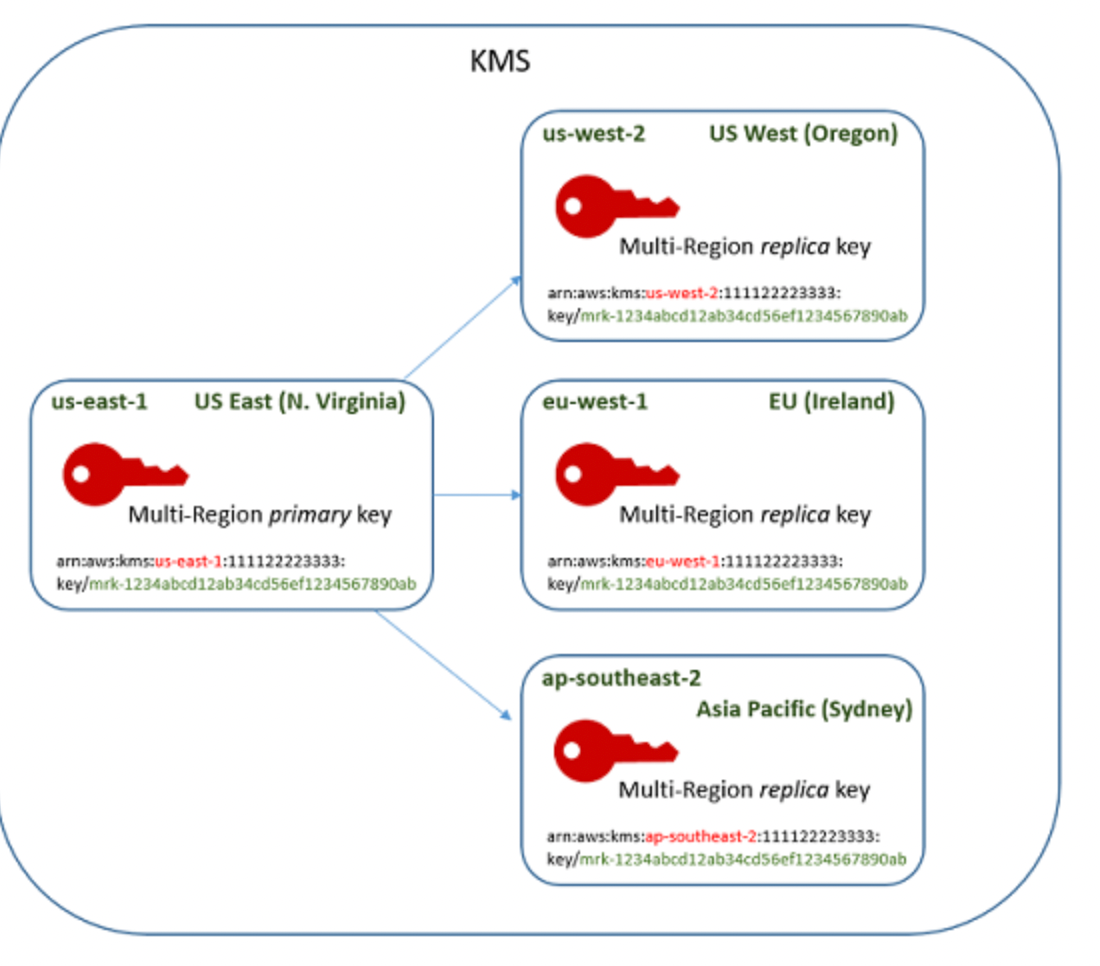 KMS
us-west-2 US West (Oregon)
Multi-Region replica key
arn:aws:kms:us-west-2:111122223333:
key/mrk-1234abcd12ab34cd56ef1234567890ab
us-east-1 US East (N. Virginia)
Multi-Region primary key
arn:aws:kms:us-east-1:111122223333:
key/mrk-1234abcd12ab34cd56ef1234567890ab
eu-west-1 EU (Ireland)
Multi-Region replica key
arn:aws:kms:eu-west-1:111122223333:
key/mrk-1234abcd12ab34cd56ef1234567890ab
ap-southeast-2
Asia Pacific (Sydney)
Multi-Region replica key
arn:aws:kms:ap-southeast-2:111122223333:
key/mrk-1234abcd12ab34cd56ef1234567890ab